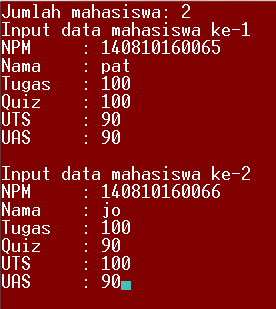 Jumlah mahasiswa: 2
Input data mahasiswa ke-1
NPM : 140810160065
Nama : pat
Tugas : 100
Quiz : 100
UTS : 90
UAS : 90
Input data mahasiswa ke-2
NPM : 140810160066
Nama : jo
Tugas : 100
Quiz : 90
UTS : 100
UAS : 90